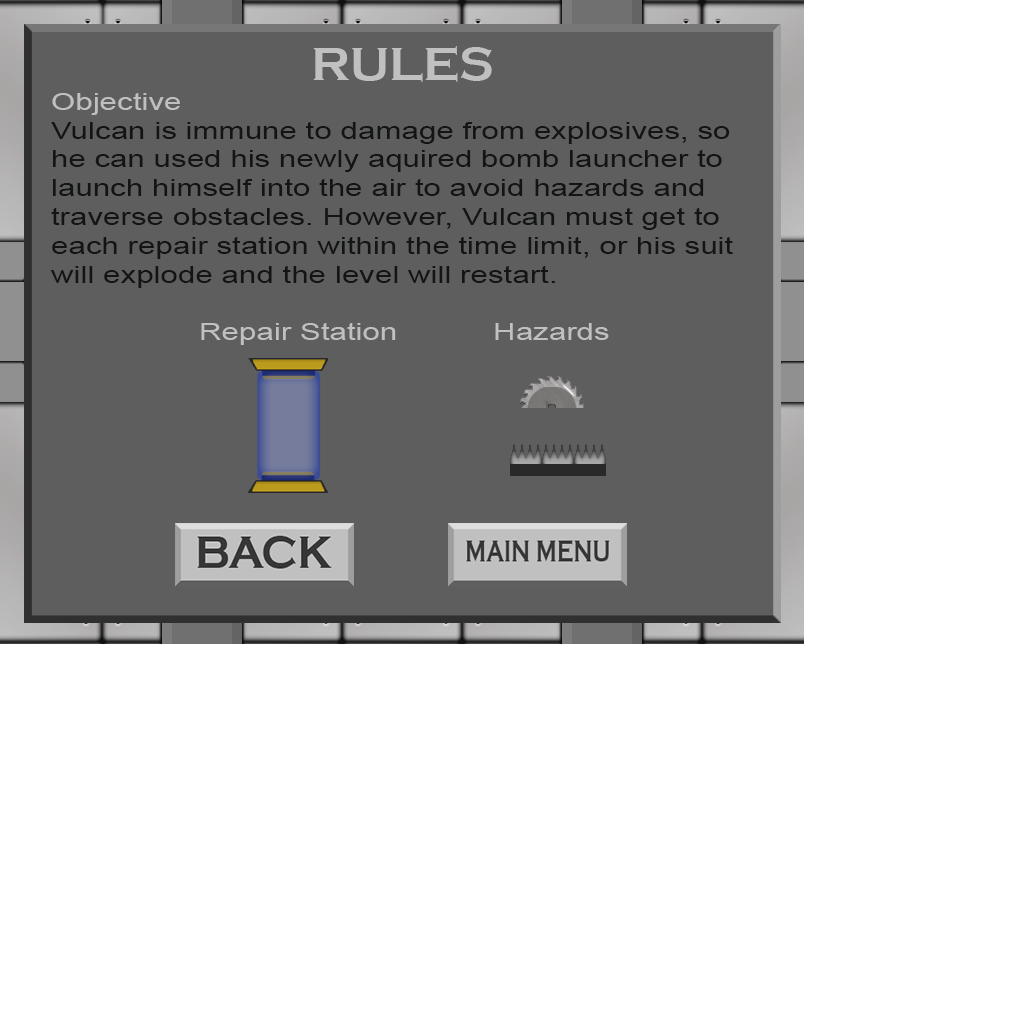 RULES
Objective
Vulcan is immune to damage from explosives, so
he can used his newly aquired bomb launcher to
launch himself into the air to avoid hazards and
traverse obstacles. However, Vulcan must get to
each repair station within the time limit, or his suit
will explode and the level will restart.
Repair Station Hazards
BACK MAIN MENU